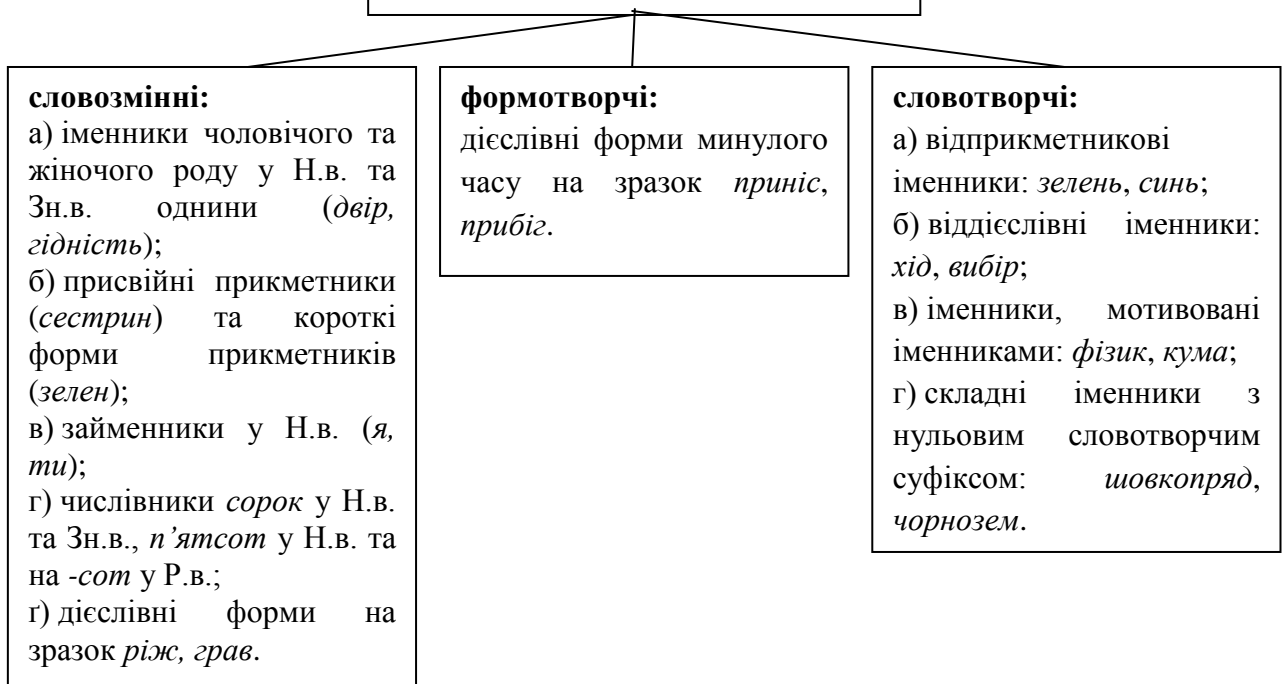 словозмінні:
а) іменники чоловічого та
жіночого роду у Н.в. та
Зн.в. однини (двір,
гідність);
б) присвійні прикметники
(сестрин) та короткі
форми прикметників
(зелен);
в) займенники у Н.в. (я,
ти);
г) числівники сорок у Н.в.
та Зн.в., п’ятсот у Н.в. та
на -сот у Р.в.;
ґ) дієслівні форми на
зразок ріж, грав.
формотворчі:
дієслівні форми минулого
часу на зразок приніс,
прибіг.
словотворчі:
а) відприкметникові
іменники: зелень, синь;
б) віддієслівні іменники:
хід, вибір;
в) іменники, мотивовані
іменниками: фізик, кума;
г) складні іменники з
нульовим словотворчим
суфіксом: шовкопряд,
чорнозем.